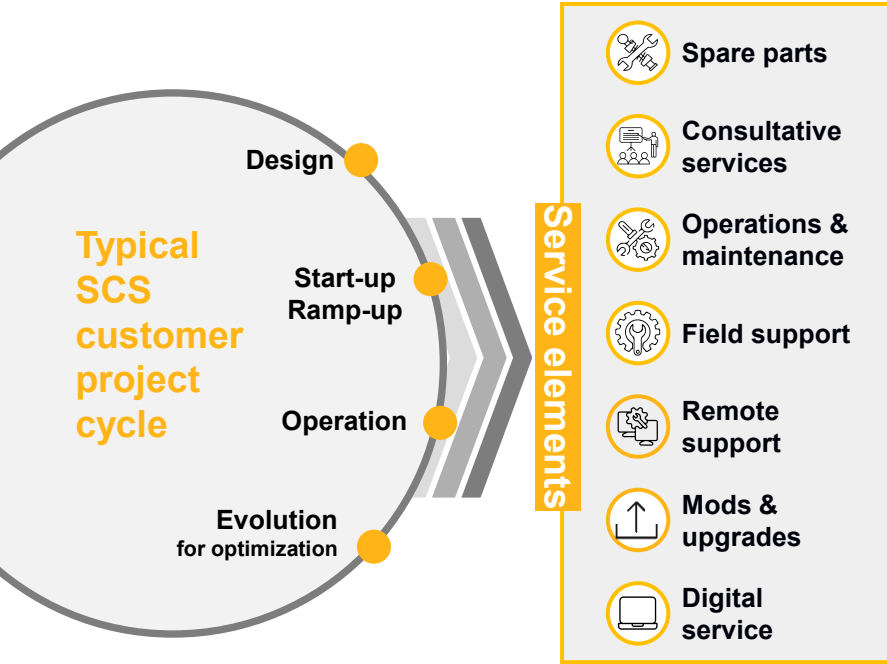 Typical
SCS
customer
project
cycle
Design
Start-up
Ramp-up
Operation
Evolution
for optimization
Service elements
Spare parts
Consultative
services
Operations &
maintenance
Field support
Remote
support
Mods &
upgrades
Digital
service